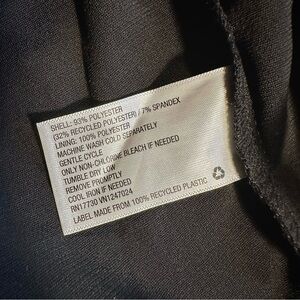 SHELL: 93% POLYESTER
(32% RECYCLED POLYESTER) / 7% SPANDEX
LINING: 100% POLYESTER
MACHINE WASH COLD SEPARATELY
GENTLE CYCLE
ONLY NON-CHLORINE BLEACH IF NEEDED
TUMBLE DRY LOW
REMOVE PROMPTLY
COOL IRON IF NEEDED
RN17730 VN1247024
LABEL MADE FROM 100% RECYCLED PLASTIC